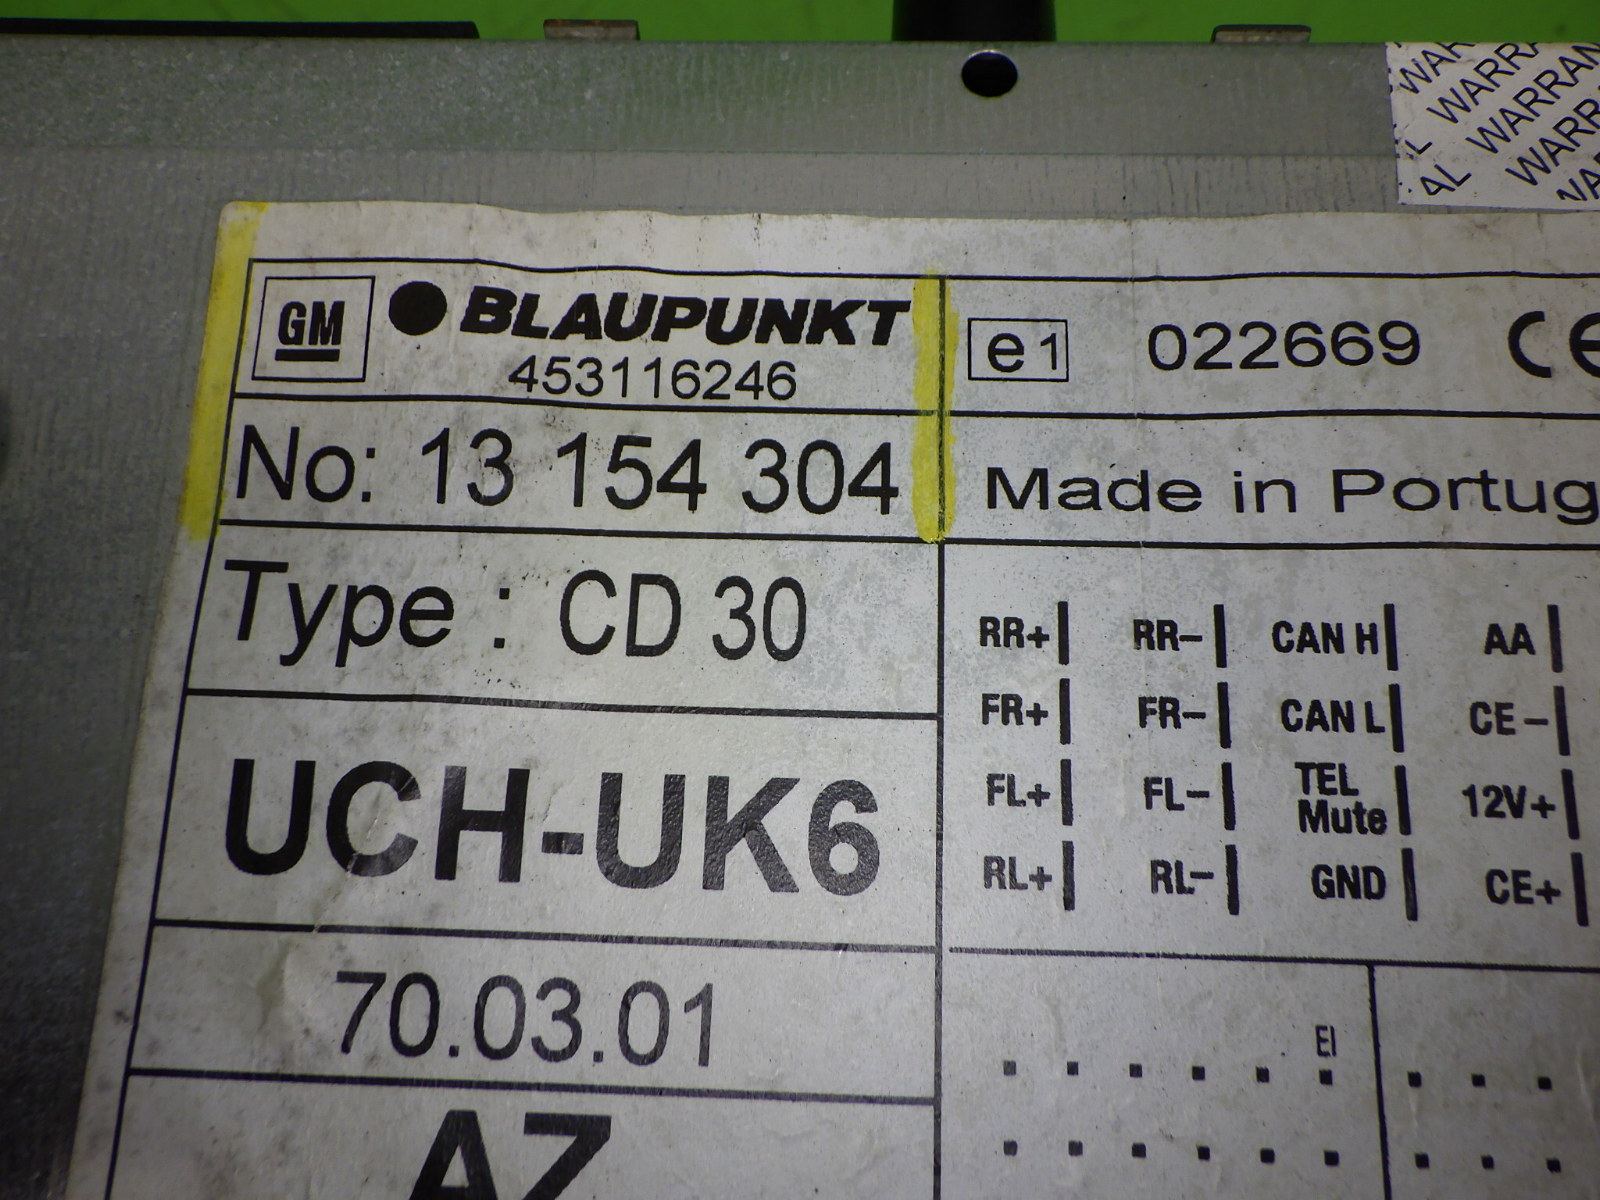 WARRA
WARRAN
WARR
AL
GM
BLAUPUNKT
453116246
e1
022669
CE
No: 13 154 304
Made in Portug
Type : CD 30
UCH-UK6
70.03.01
AZ
RR+ RR- CAN H AA
FR+ FR- CAN L CE -
FL+ FL- TEL Mute 12V+
RL+ RL- GND CE+
EI